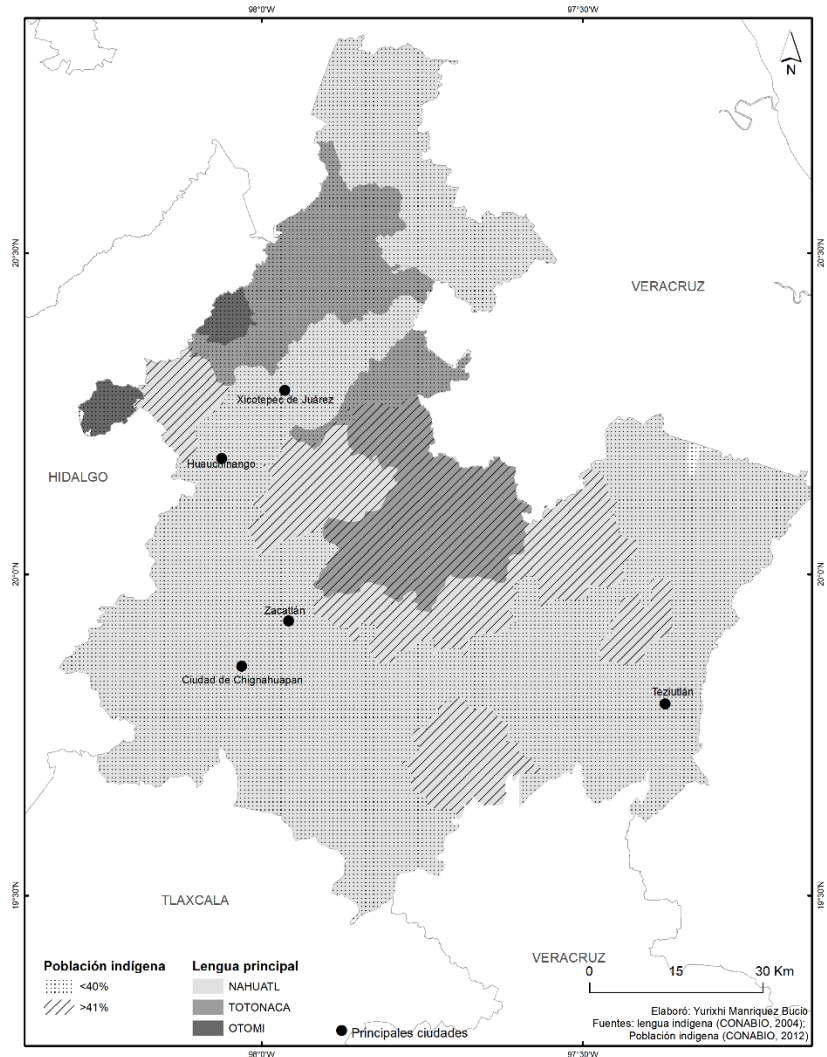 98°0'W
97°30'W
N
20°30'N
20°30'N
VERACRUZ
Xicotepec de Juárez
Huauchinango
HIDALGO
20°0'N
20°0'N
Zacatlán
Ciudad de Chignahuapan
Teziutlán
19°30'N
19°30'N
TLAXCALA
VERACRUZ
Población indígena
<40%
>41%
Lengua principal
NAHUATL
TOTONACA
OTOMI
Principales ciudades
0 15 30 Km
Elaboró: Yurixhi Manriquez Bucio
Fuentes: lengua indígena (CONABIO, 2004);
Población indígena (CONABIO, 2012)
98°0'W
97°30'W